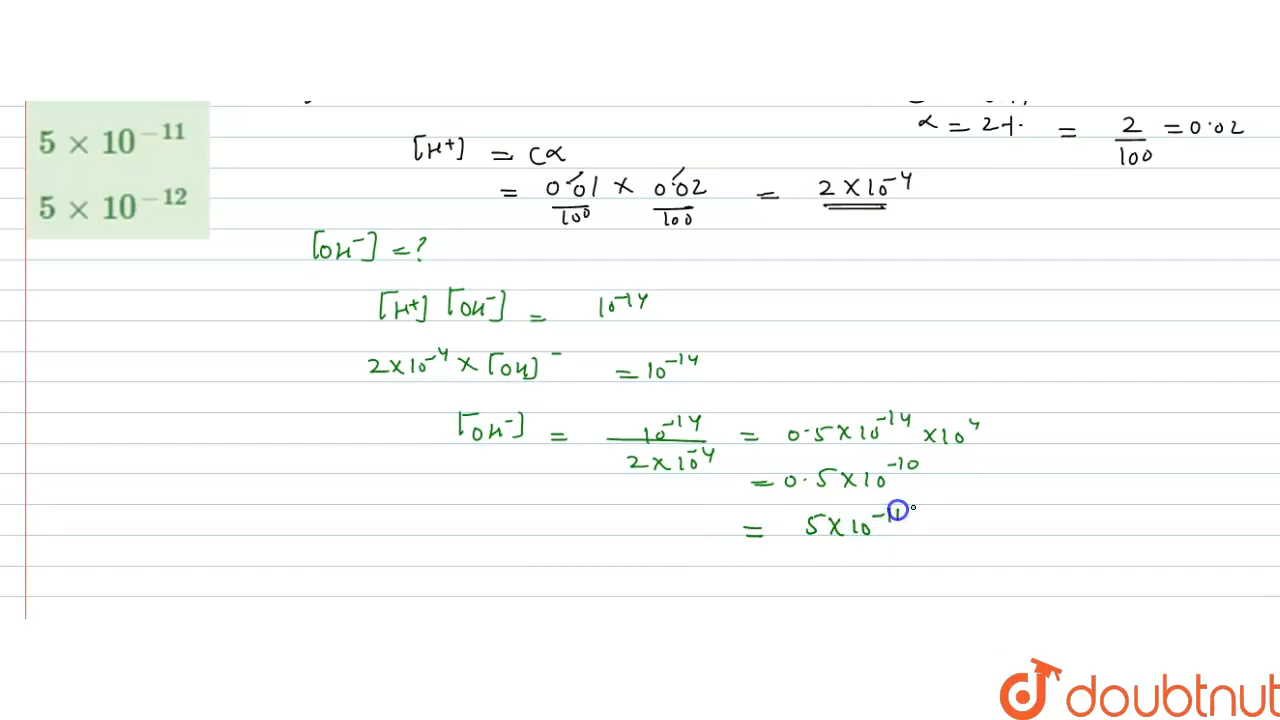 α = 2%. = 2/100 = 0.02
5 × 10⁻¹¹
[H+] = Cα
= 0.01/100 × 0.02/100 = 2 × 10⁻⁴
5 × 10⁻¹²
[OH⁻] = ?
[H+] [OH⁻] = 10⁻¹⁴
2 × 10⁻⁴ × [OH]⁻ = 10⁻¹⁴
[OH⁻] = 10⁻¹⁴/2 × 10⁻⁴ = 0.5 × 10⁻¹⁴ × 10⁴
= 0.5 × 10⁻¹⁰
= 5 × 10⁻¹¹
doubtnut